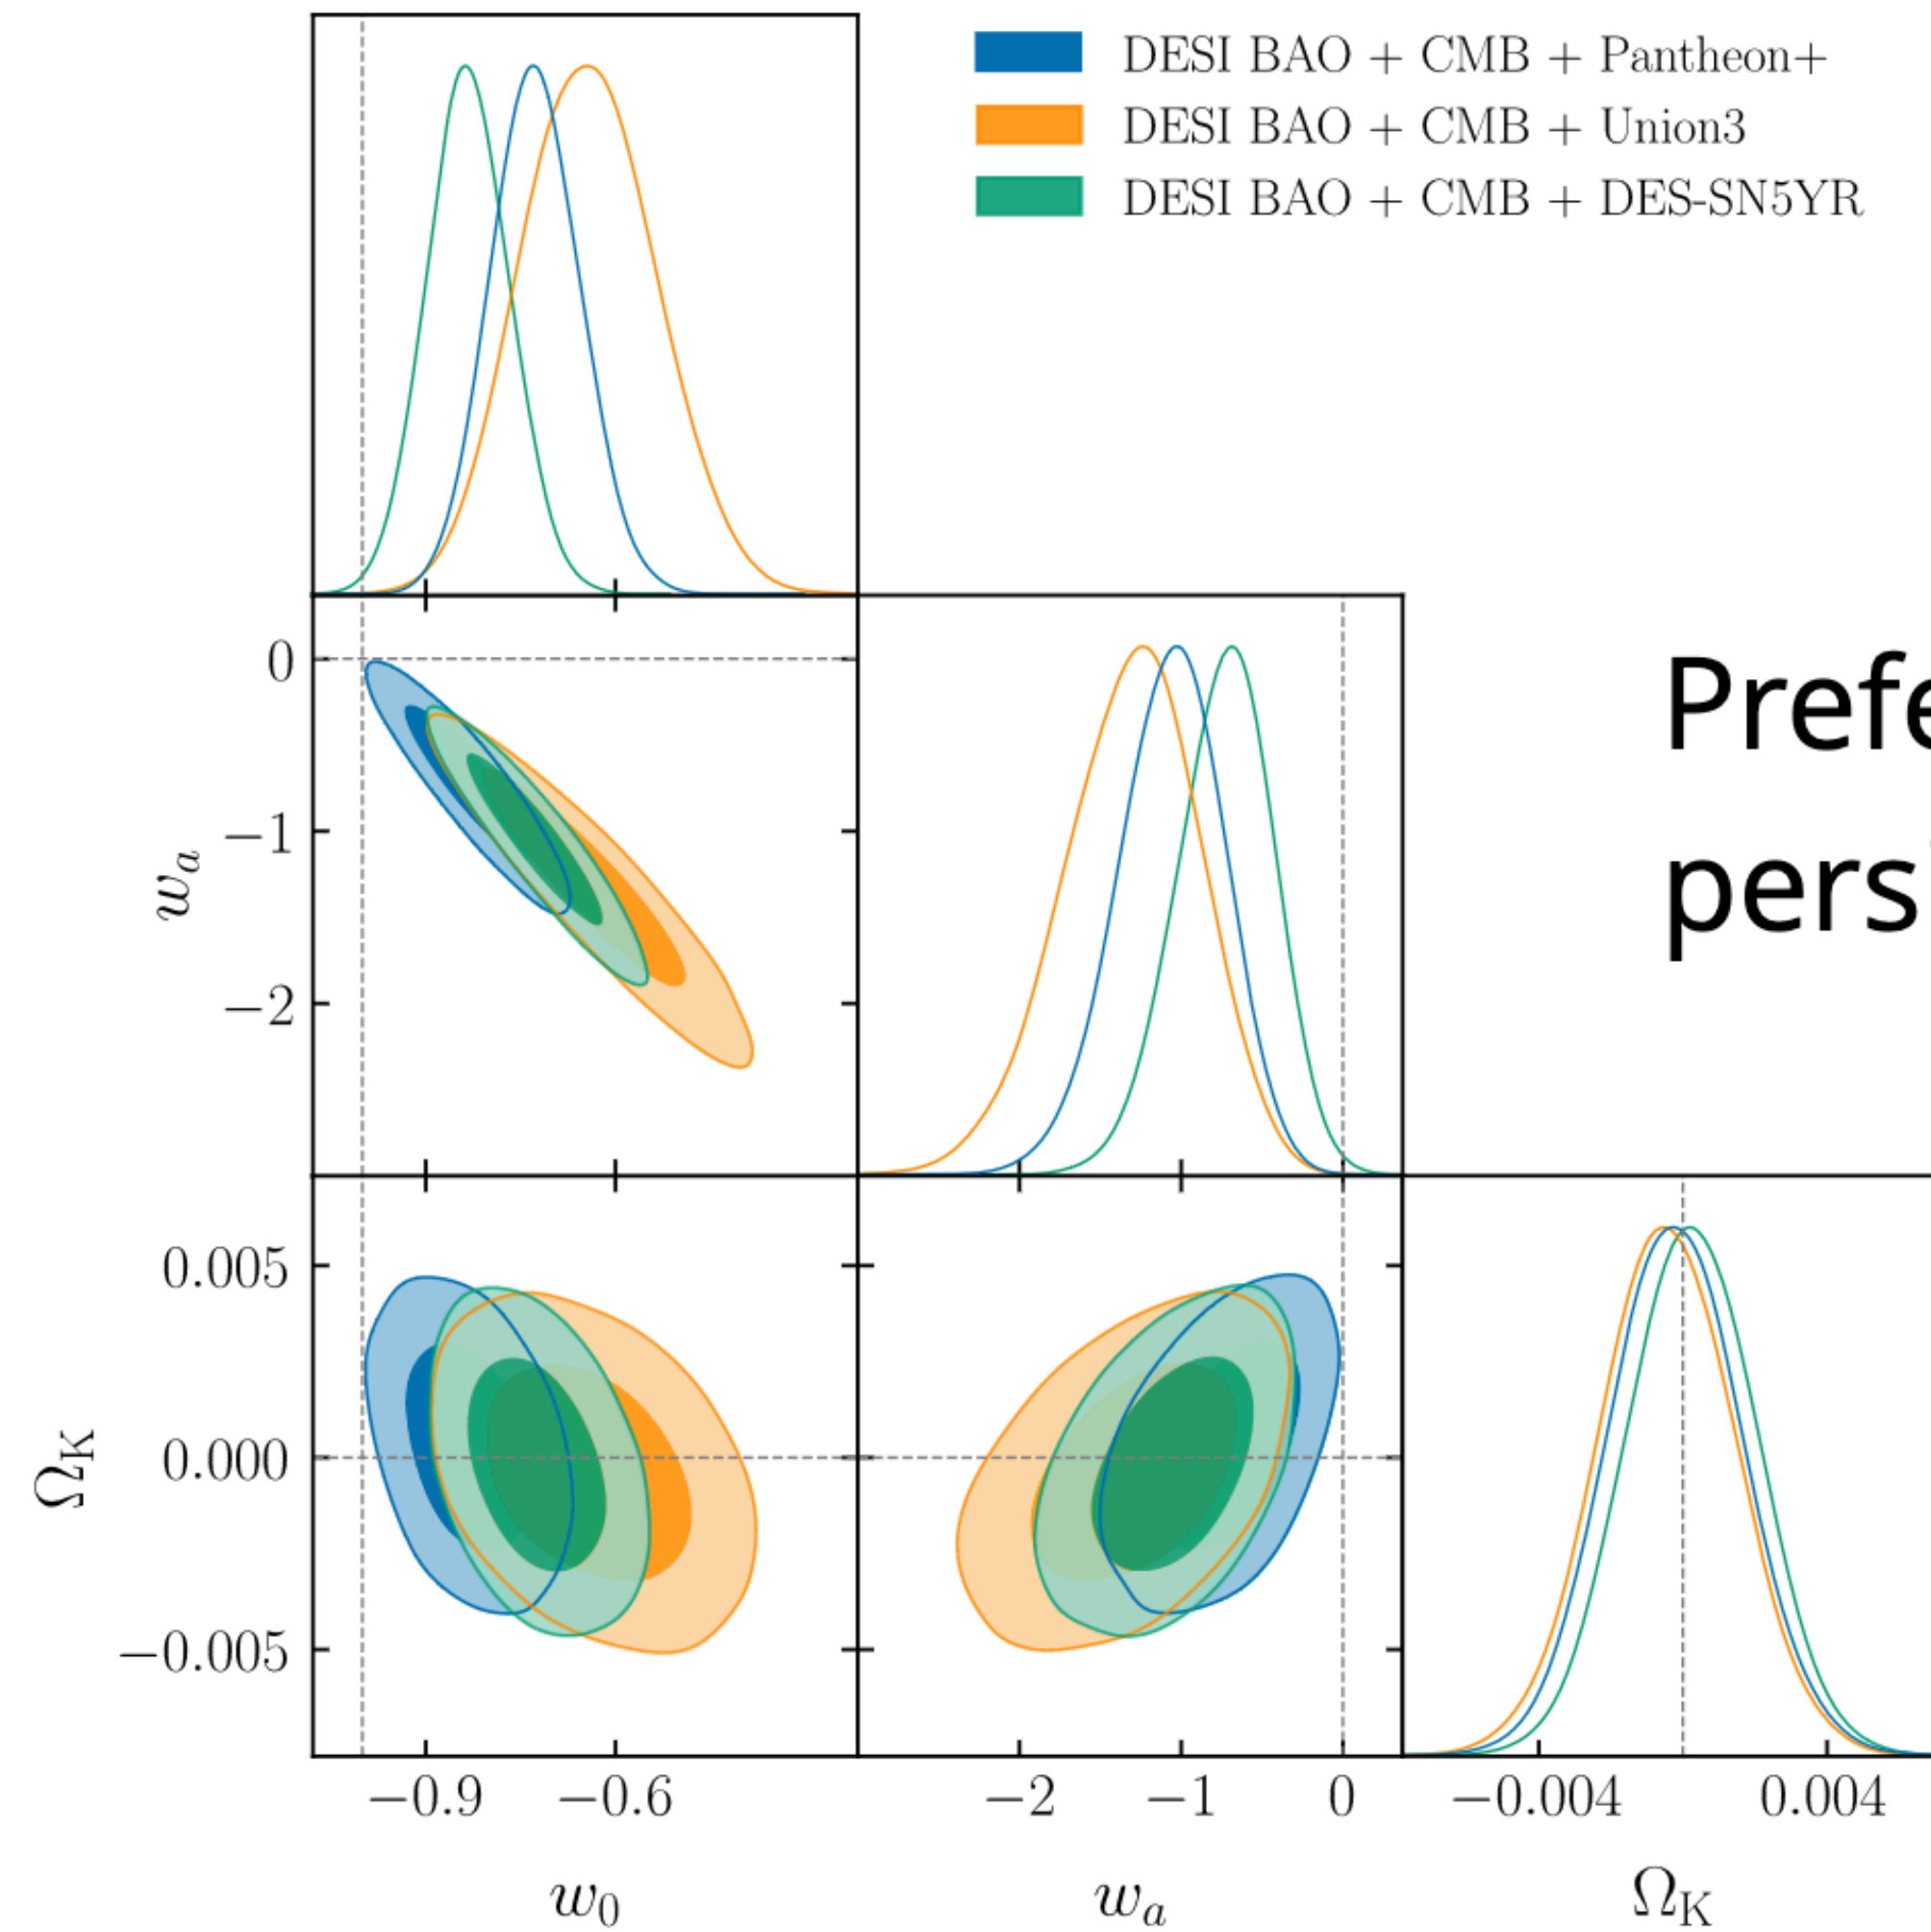 DESI BAO + CMB + Pantheon+
DESI BAO + CMB + Union3
DESI BAO + CMB + DES-SN5YR
0
−1
−2
w_a
Prefe
pers
0.005
0.000
−0.005
Ω_K
−0.9 −0.6
−2 −1 0
−0.004 0.004
w_0
w_a
Ω_K